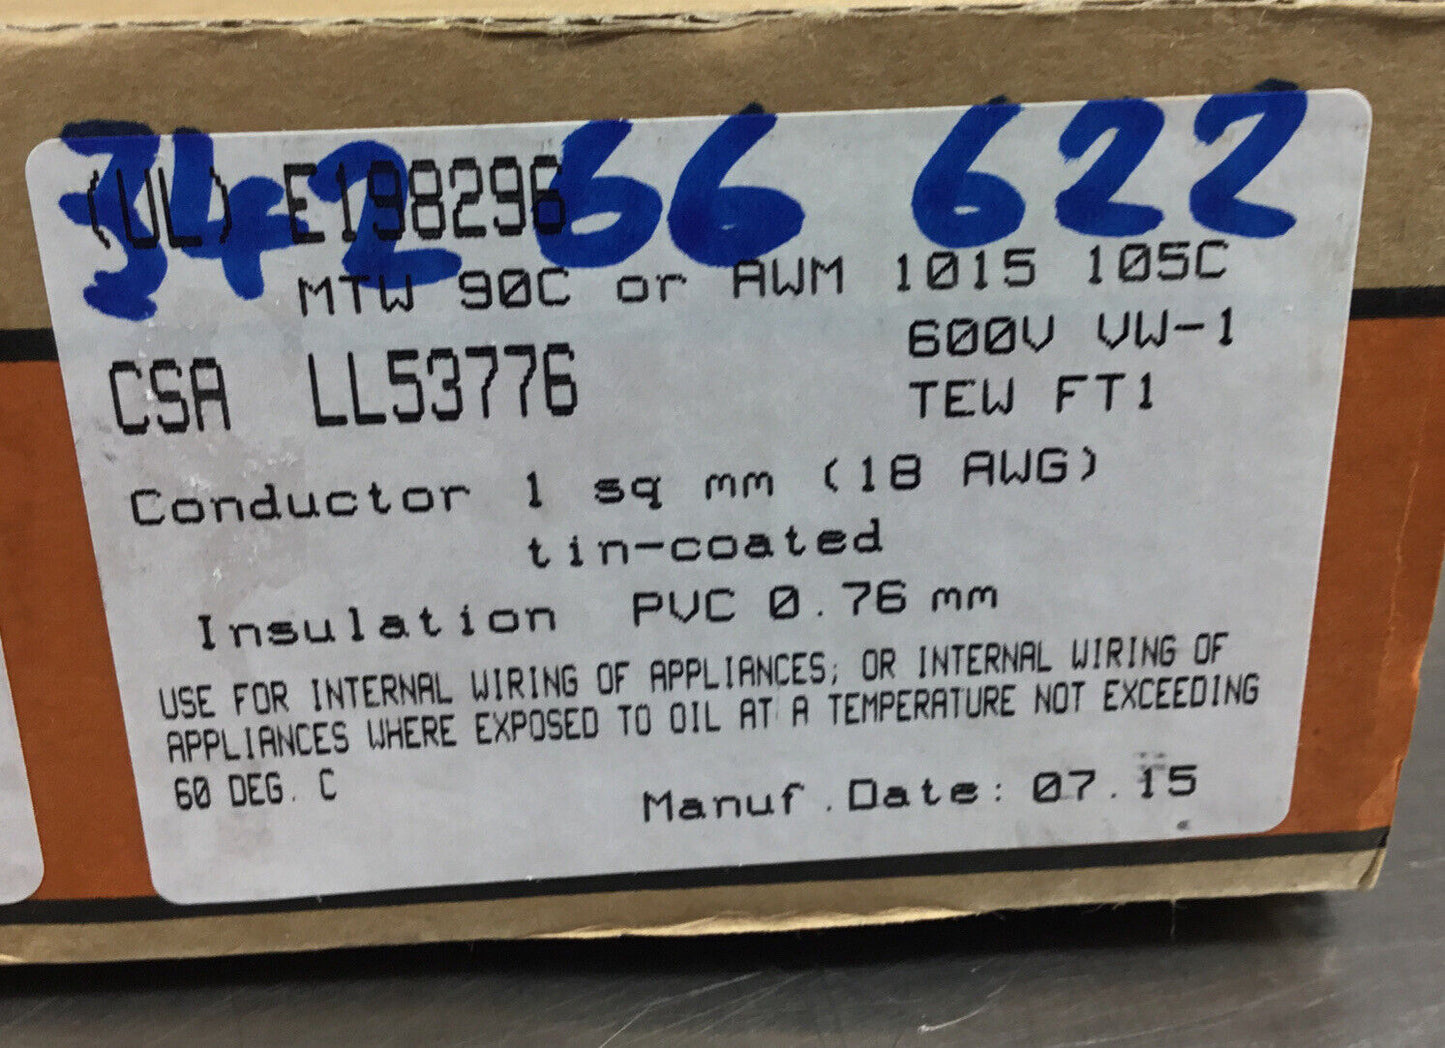 34266 622
(UL) E198296
MTW 90C or AWM 1015 105C
600V VW-1
CSA LL53776
TEW FT1
Conductor 1 sq mm (18 AWG)
tin-coated
Insulation PVC 0.76 mm
USE FOR INTERNAL WIRING OF APPLIANCES; OR INTERNAL WIRING OF
APPLIANCES WHERE EXPOSED TO OIL AT A TEMPERATURE NOT EXCEEDING
60 DEG. C
Manuf.Date: 07.15